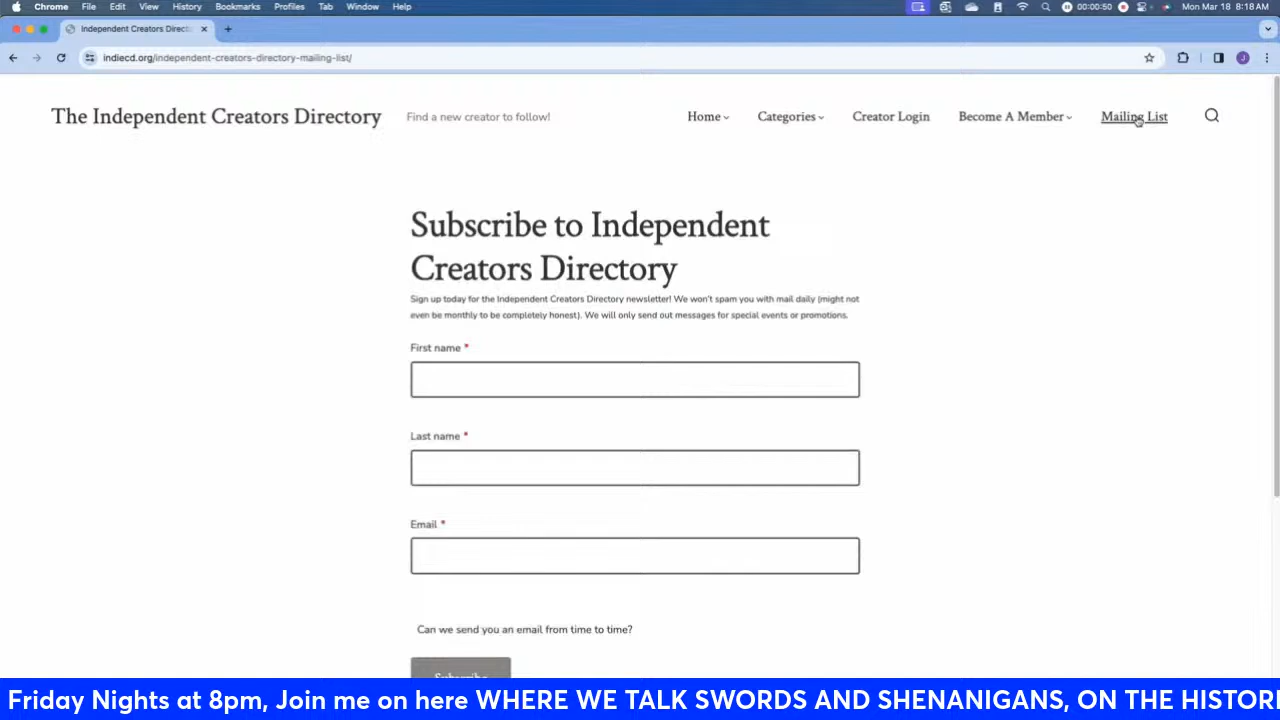 Chrome File Edit View History Bookmarks Profiles Tab Window Help 00:00:50 Mon Mar 18 8:18 AM
Independent Creators Direct
indiecd.org/independent-creators-directory-mailing-list/
The Independent Creators Directory Find a new creator to follow! Home Categories Creator Login Become A Member Mailing List
Subscribe to Independent
Creators Directory
Sign up today for the Independent Creators Directory newsletter! We won't spam you with mail daily (might not
even be monthly to be completely honest). We will only send out messages for special events or promotions.
First name *
Last name *
Email *
Can we send you an email from time to time?
Subscribe
Friday Nights at 8pm, Join me on here WHERE WE TALK SWORDS AND SHENANIGANS, ON THE HISTOR